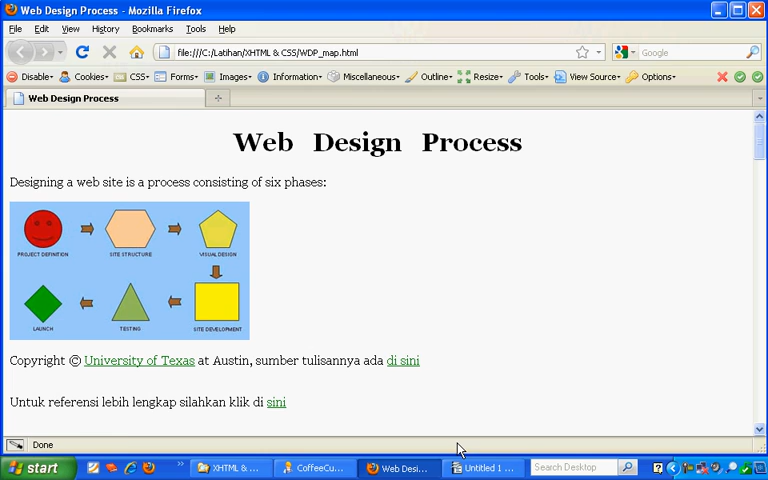 Web Design Process - Mozilla Firefox
File Edit View History Bookmarks Tools Help
file:///C:/Latihan/XHTML & CSS/WDP_map.html
Google
Disable Cookies CSS Forms Images Information Miscellaneous Outline Resize Tools View Source Options
Web Design Process
Web Design Process
Designing a web site is a process consisting of six phases:
PROJECT DEFINITION SITE STRUCTURE VISUAL DESIGN
LAUNCH TESTING SITE DEVELOPMENT
Copyright © University of Texas at Austin, sumber tulisannya ada di sini
Untuk referensi lebih lengkap silahkan klik di sini
Done
start XHTML & ... CoffeeCu... Web Desi... Untitled 1 ... Search Desktop